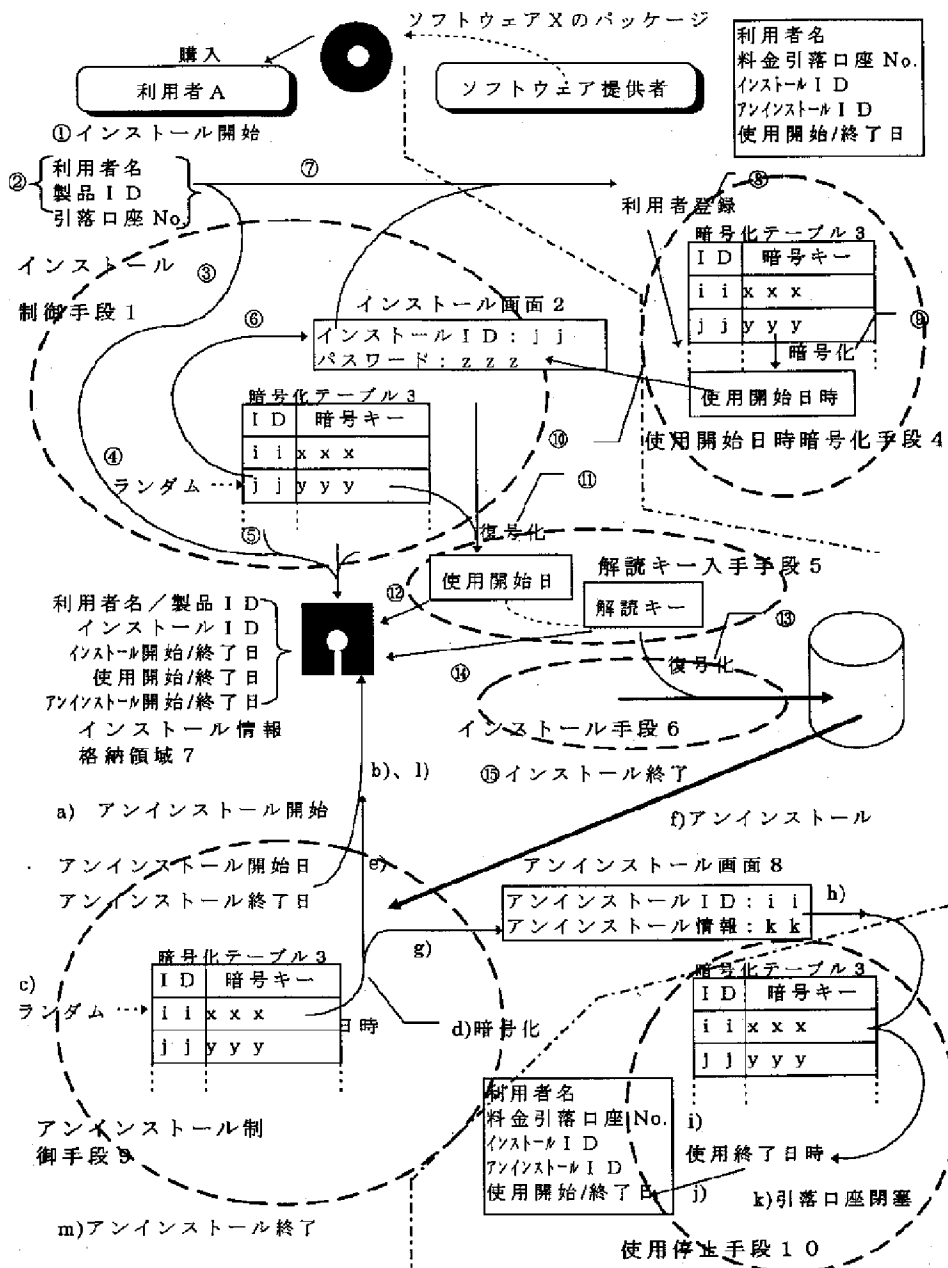 ソフトウェアXのパッケージ
購入
利用者A
ソフトウェア提供者
利用者名
料金引落口座No.
インストールID
アンインストールID
使用開始/終了日
①インストール開始
②
利用者名
製品ID
引落口座No.
⑦
⑧
利用者登録
暗号化テーブル3
ID 暗号キー
ii xxx
jj yyy
⑨
暗号化
使用開始日時
使用開始日時暗号化手段4
インストール
制御手段1
③
⑥
インストール画面2
インストールID:jj
パスワード:zzz
暗号化テーブル3
ID 暗号キー
ii xxx
jj yyy
④
ランダム
⑤
⑩
⑪
復号化
使用開始日
解読キー入手手段5
解読キー
⑫
⑬
復号化
⑭
利用者名/製品ID
インストールID
インストール開始/終了日
使用開始/終了日
アンインストール開始/終了日
インストール情報
格納領域7
インストール手段6
⑮インストール終了
b)、l)
a) アンインストール開始
f)アンインストール
アンインストール開始日
アンインストール終了日
e)
アンインストール画面8
アンインストールID:ii
アンインストール情報:kk
h)
g)
c)
ランダム
暗号化テーブル3
ID 暗号キー
ii xxx
jj yyy
日時
d)暗号化
暗号化テーブル3
ID 暗号キー
ii xxx
jj yyy
アンインストール制
御手段9
利用者名
料金引落口座No.
インストールID
アンインストールID
使用開始/終了日
i)
使用終了日時
j)
k)引落口座閉塞
m)アンインストール終了
使用停止手段10